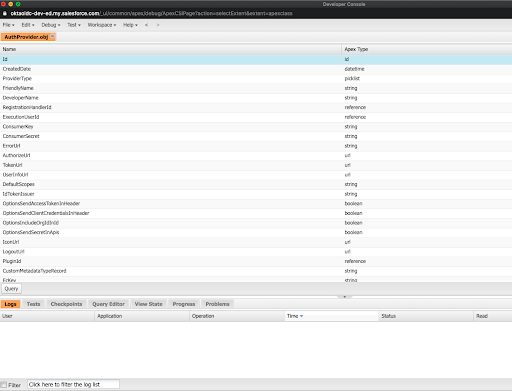 Developer Console
oktaoidc-dev-ed.my.salesforce.com/_ui/common/apex/debug/ApexCSIPage?action=selectExtent&extent=apexclass
File Edit Debug Test Workspace Help < >
AuthProvider.obj
Name Apex Type
Id id
CreatedDate datetime
ProviderType picklist
FriendlyName string
DeveloperName string
RegistrationHandlerId reference
ExecutionUserId reference
ConsumerKey string
ConsumerSecret string
ErrorUrl string
AuthorizeUrl url
TokenUrl url
UserInfoUrl url
DefaultScopes string
IdTokenIssuer string
OptionsSendAccessTokenInHeader boolean
OptionsSendClientCredentialsInHeader boolean
OptionsIncludeOrgIdInId boolean
OptionsSendSecretInApis boolean
IconUrl url
LogoutUrl url
PluginId reference
CustomMetadataTypeRecord string
EcKey string
Query
Logs Tests Checkpoints Query Editor View State Progress Problems
User Application Operation Time Status Read
Filter Click here to filter the log list